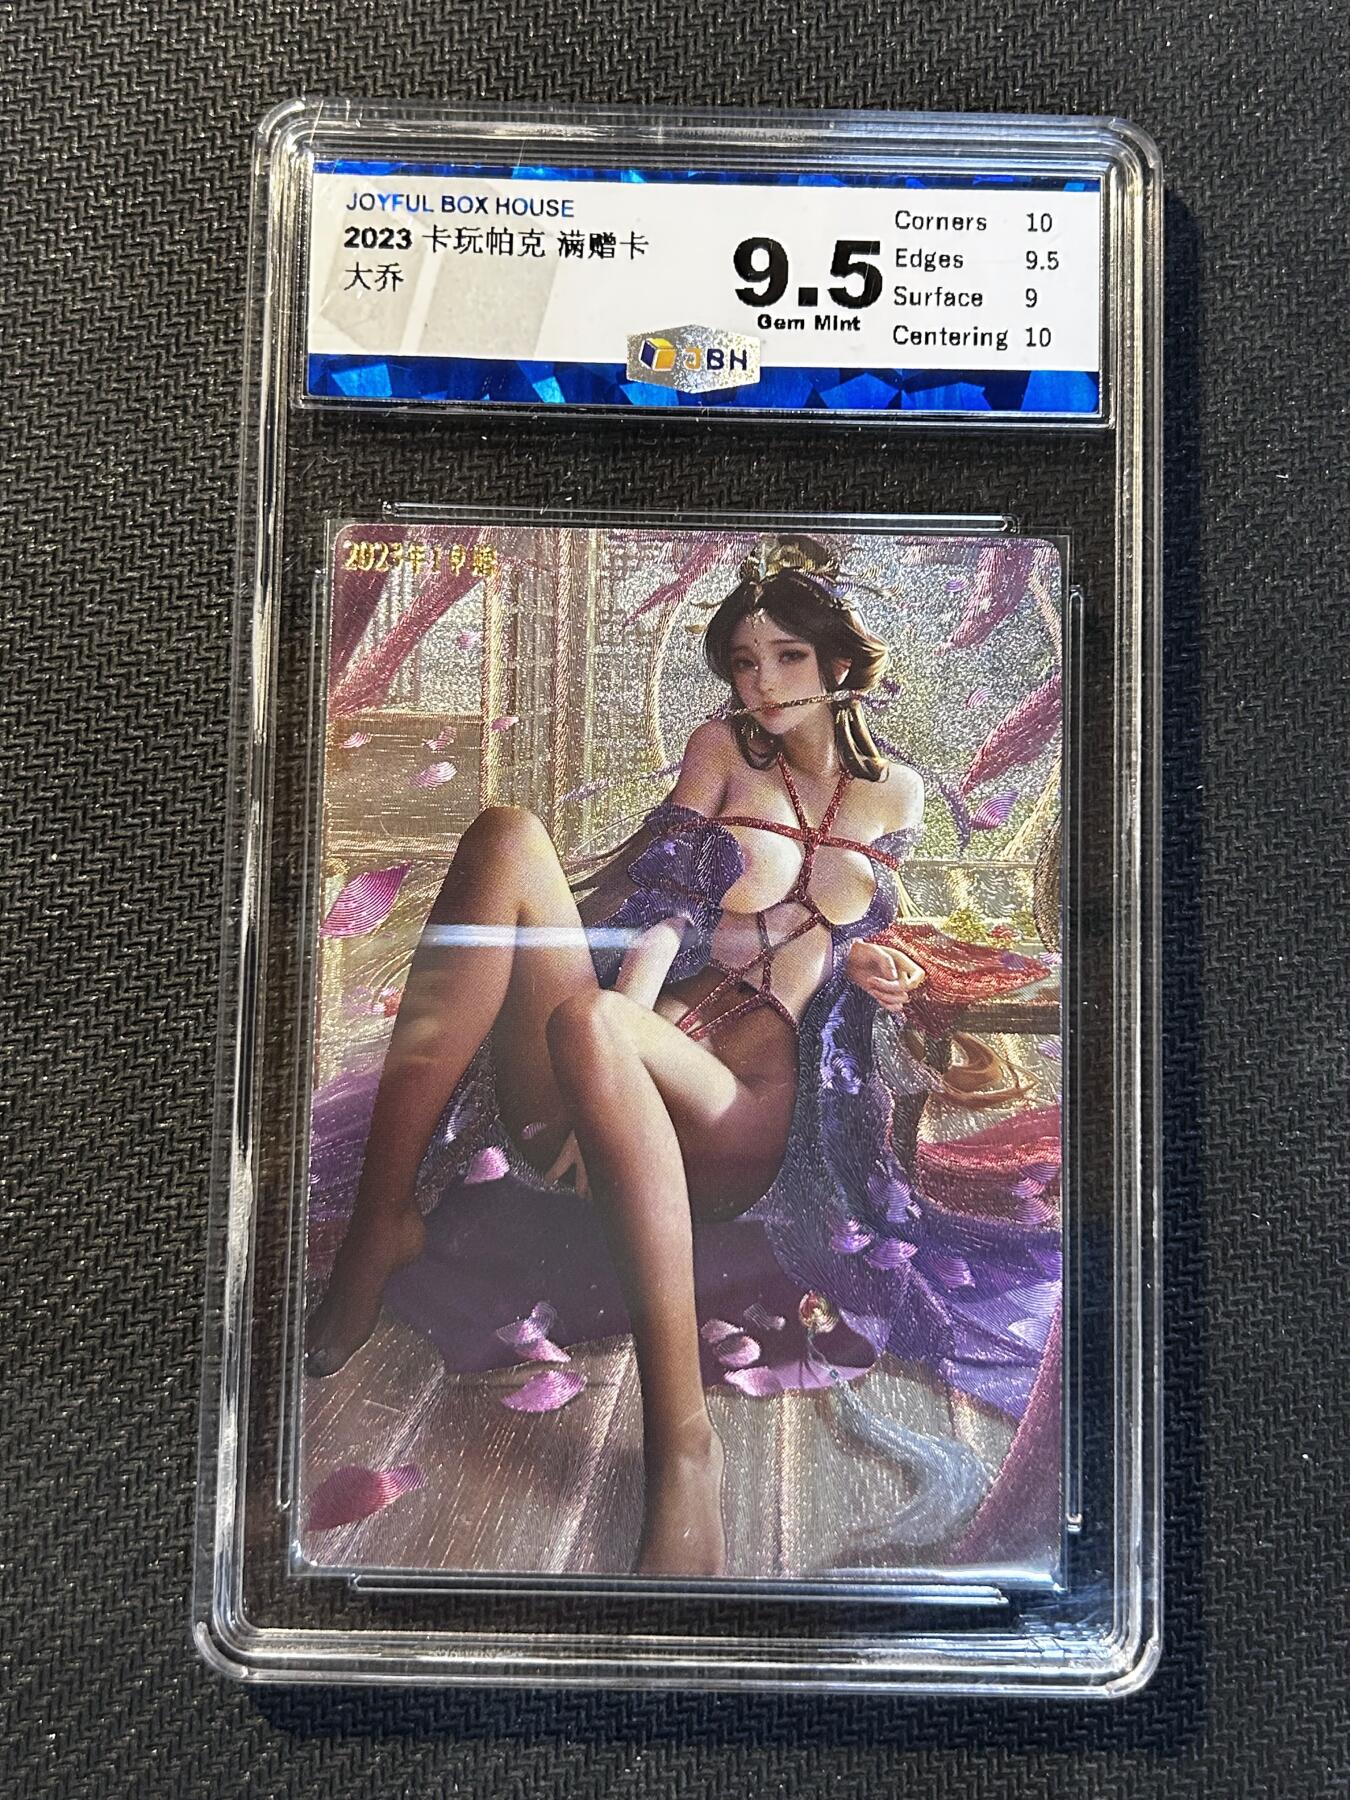 JOYFUL BOX HOUSE
2023 卡玩帕克 满赠卡
大乔
9.5
Gem Mint
Corners 10
Edges 9.5
Surface 9
Centering 10
JBH